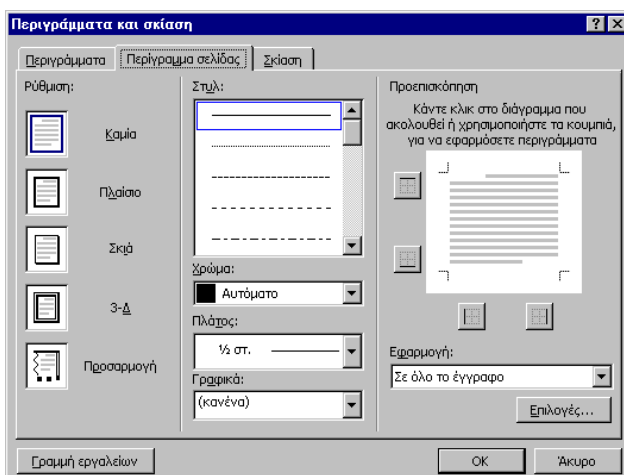 Περιγράμματα και σκίαση
Περιγράμματα
Περίγραμμα σελίδας
Σκίαση
Ρύθμιση:
Καμία
Πλαίσιο
Σκιά
3-Δ
Προσαρμογή
Στυλ:
Χρώμα:
Αυτόματο
Πλάτος:
½ στ.
Γραφικά:
(κανένα)
Προεπισκόπηση
Κάντε κλικ στο διάγραμμα που
ακολουθεί ή χρησιμοποιήστε τα κουμπιά,
για να εφαρμόσετε περιγράμματα
Εφαρμογή:
Σε όλο το έγγραφο
Επιλογές...
Γραμμή εργαλείων
OK
Άκυρο